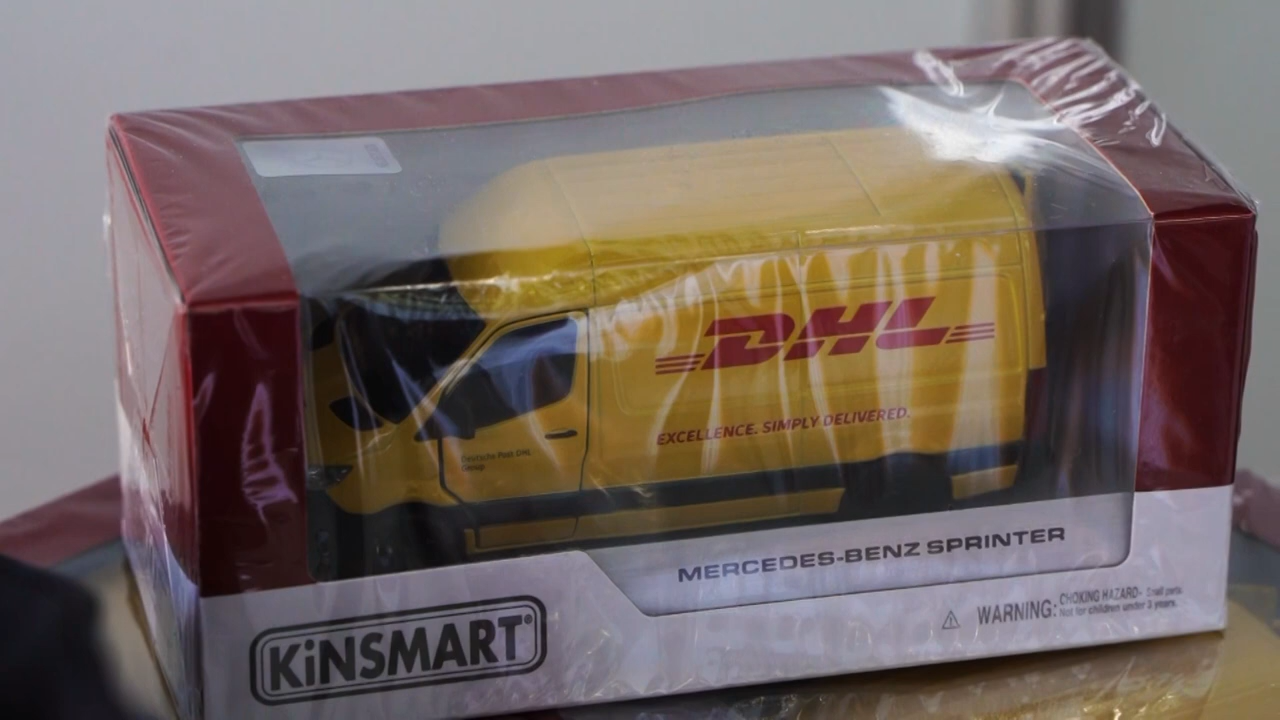 DHL
EXCELLENCE. SIMPLY DELIVERED.
Deutsche Post DHL
Group
MERCEDES-BENZ SPRINTER
KiNSMART®
WARNING:
CHOKING HAZARD- Small parts.
Not for children under 3 years.